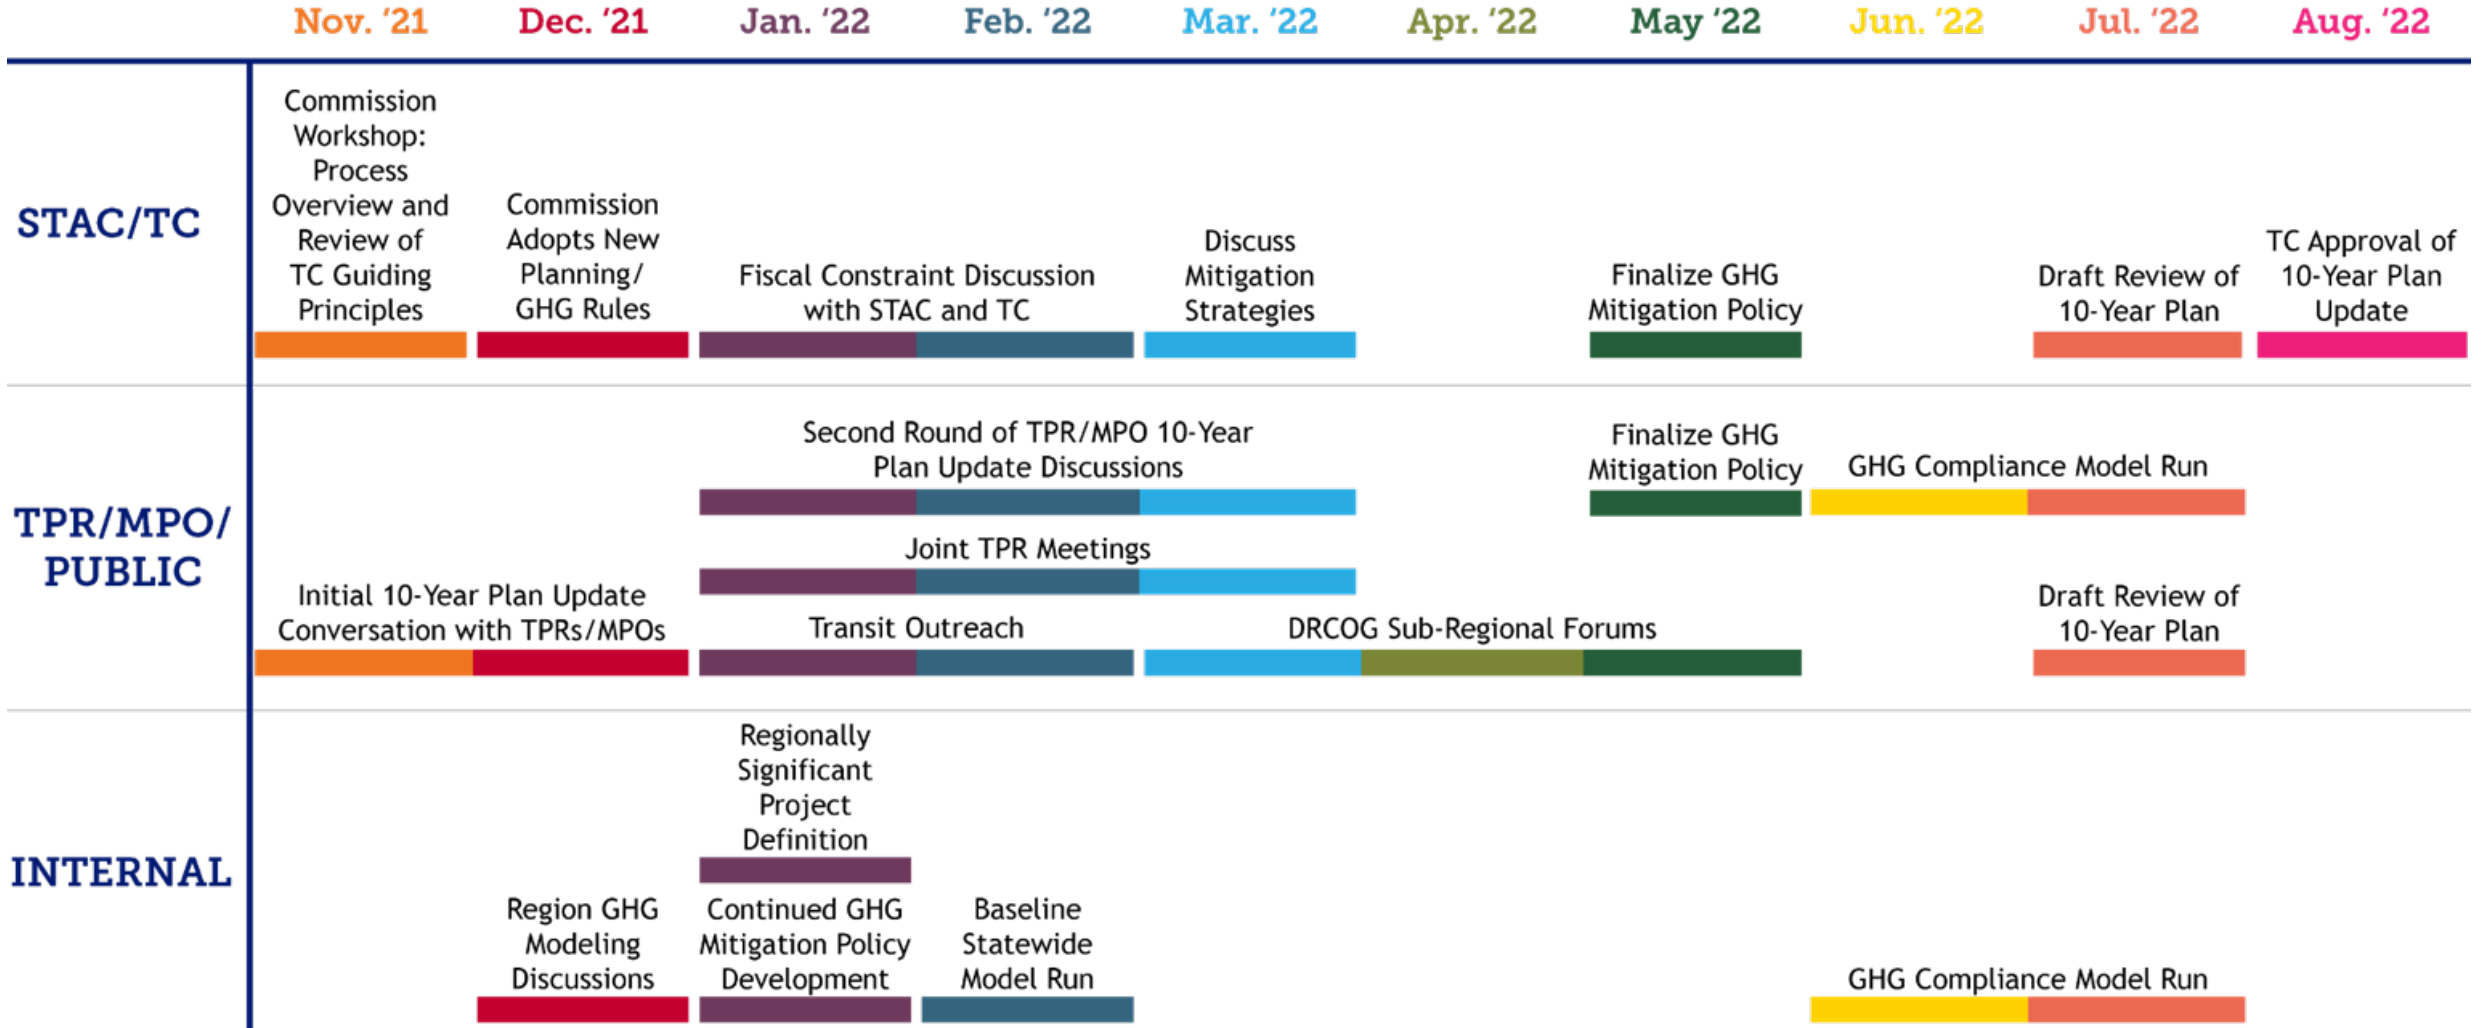 Nov. ‘21 Dec. ‘21 Jan. ‘22 Feb. ‘22 Mar. ‘22 Apr. ‘22 May ‘22 Jun. ‘22 Jul. ‘22 Aug. ‘22
STAC/TC
Commission
Workshop:
Process
Overview and
Review of
TC Guiding
Principles
Commission
Adopts New
Planning/
GHG Rules
Fiscal Constraint Discussion
with STAC and TC
Discuss
Mitigation
Strategies
Finalize GHG
Mitigation Policy
Draft Review of
10-Year Plan
TC Approval of
10-Year Plan
Update
TPR/MPO/
PUBLIC
Second Round of TPR/MPO 10-Year
Plan Update Discussions
Finalize GHG
Mitigation Policy
GHG Compliance Model Run
Joint TPR Meetings
Initial 10-Year Plan Update
Conversation with TPRs/MPOs
Transit Outreach
DRCOG Sub-Regional Forums
Draft Review of
10-Year Plan
INTERNAL
Regionally
Significant
Project
Definition
Region GHG
Modeling
Discussions
Continued GHG
Mitigation Policy
Development
Baseline
Statewide
Model Run
GHG Compliance Model Run